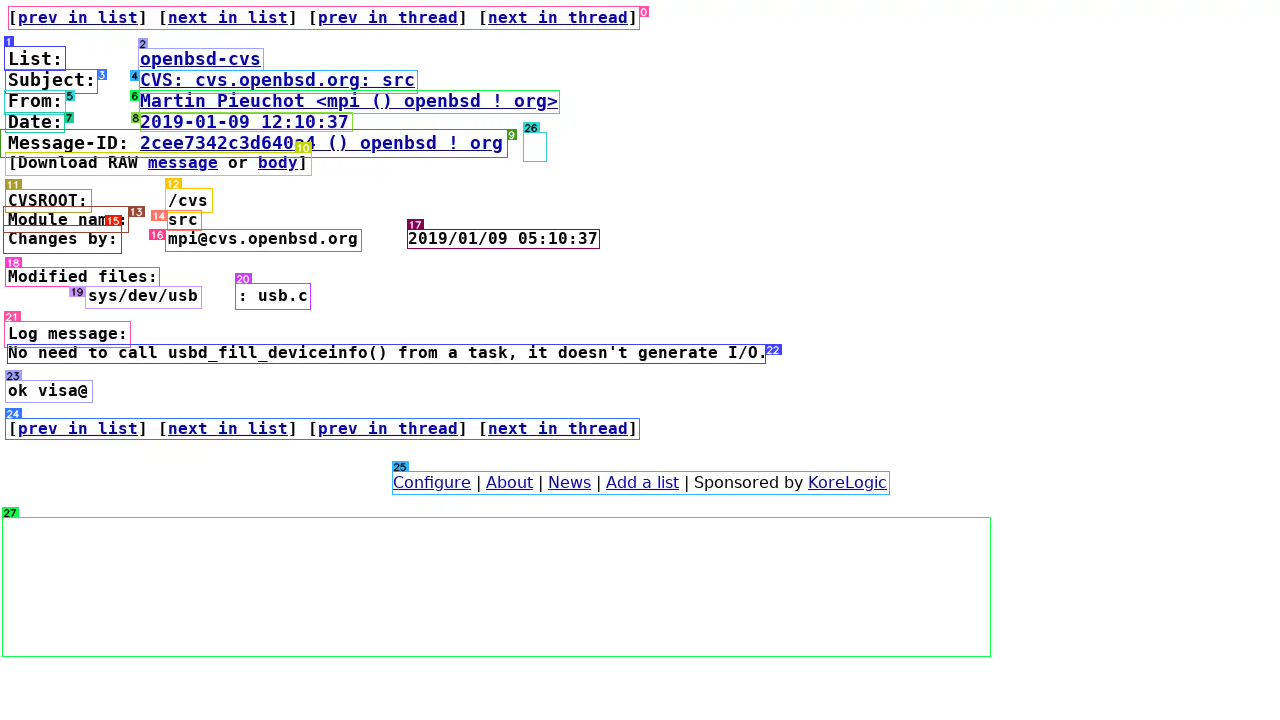 [prev in list] [next in list] [prev in thread] [next in thread]
List: openbsd-cvs
Subject: CVS: cvs.openbsd.org: src
From: Martin Pieuchot <mpi () openbsd ! org>
Date: 2019-01-09 12:10:37
Message-ID: () openbsd ! org
[Download RAW message or body]
CVSROOT: /cvs
Module name: src
Changes by: mpi@cvs.openbsd.org 2019/01/09 05:10:37
Modified files:
sys/dev/usb : usb.c
Log message:
No need to call usbd_fill_deviceinfo() from a task, it doesn't generate I/O.
ok visa@
[prev in list] [next in list] [prev in thread] [next in thread]
Configure | About | News | Add a list | Sponsored by KoreLogic